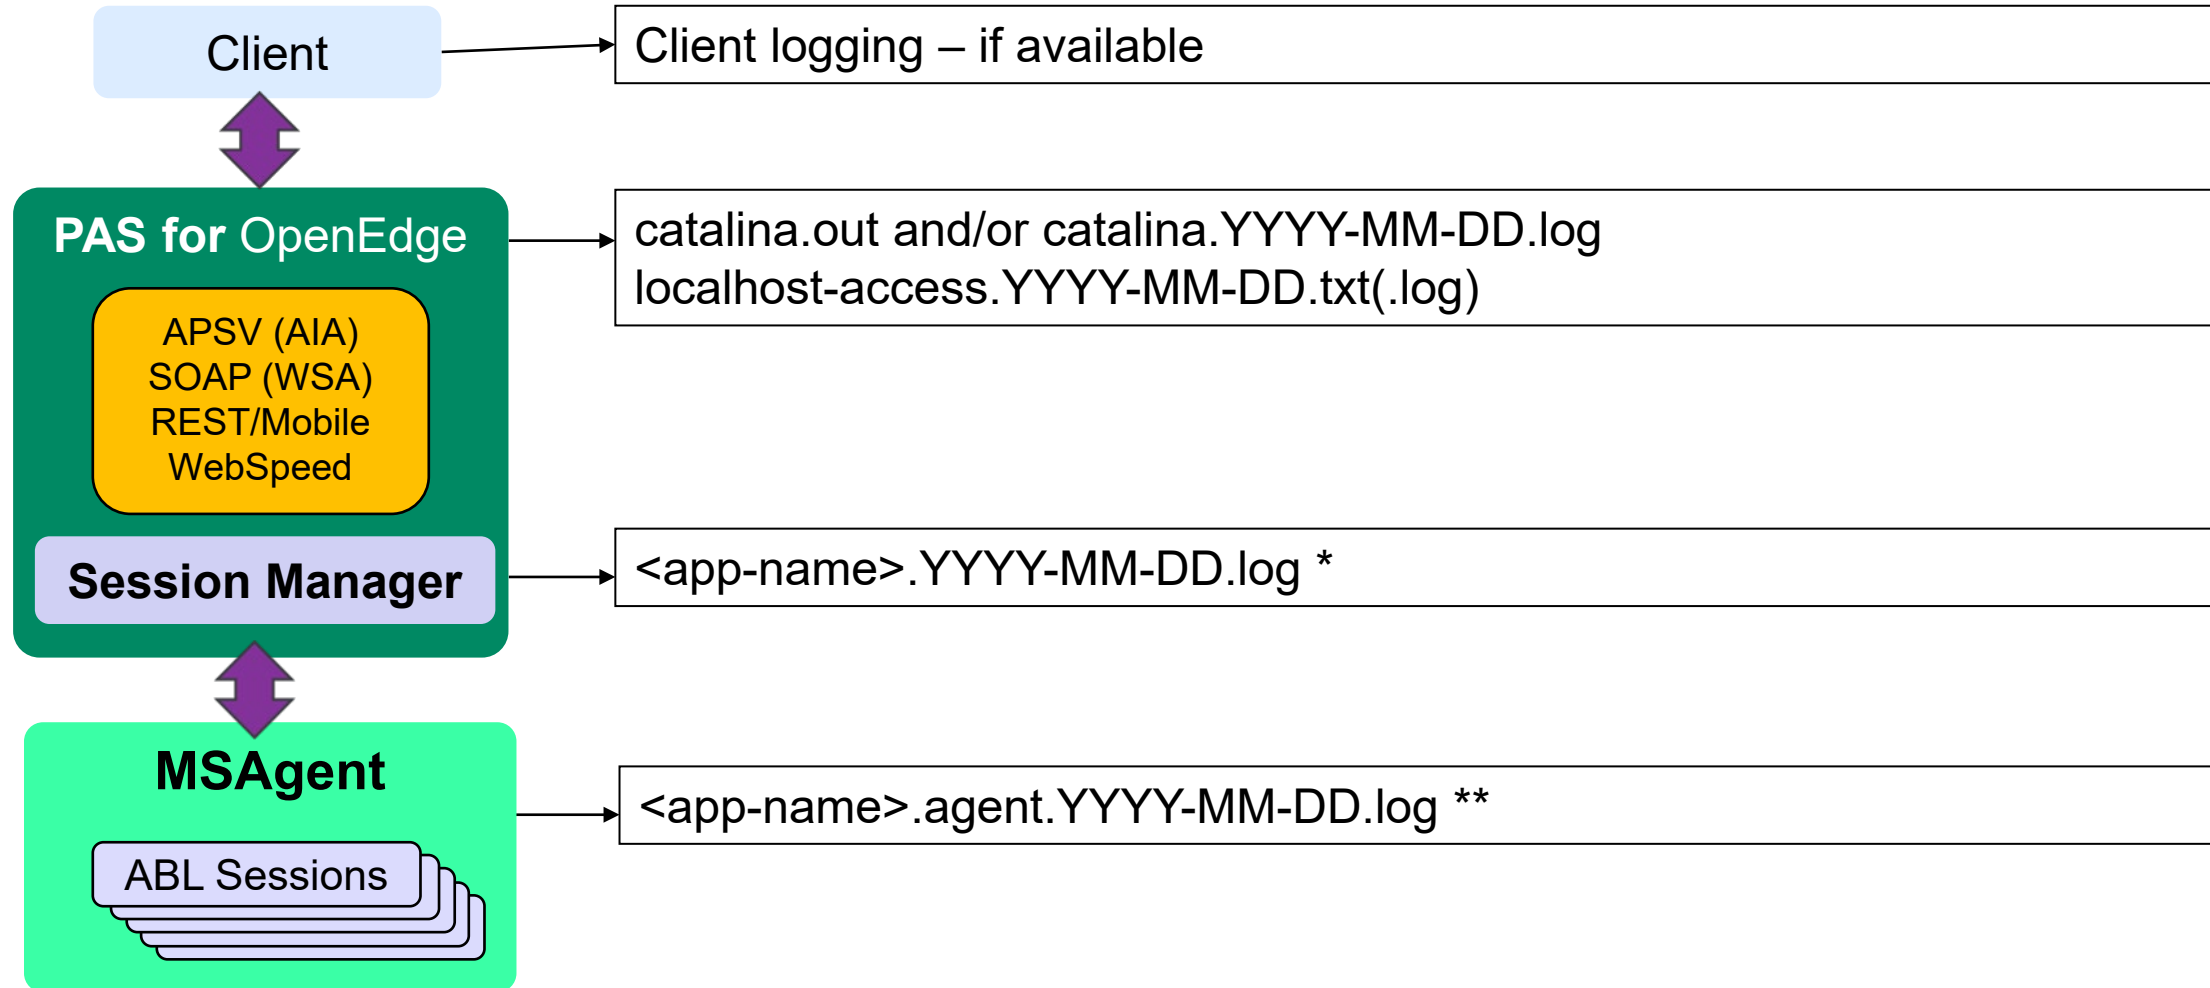 Client
Client logging – if available
PAS for OpenEdge
catalina.out and/or catalina.YYYY-MM-DD.log
localhost-access.YYYY-MM-DD.txt(.log)
APSV (AIA)
SOAP (WSA)
REST/Mobile
WebSpeed
Session Manager
<app-name>.YYYY-MM-DD.log *
MSAgent
<app-name>.agent.YYYY-MM-DD.log **
ABL Sessions